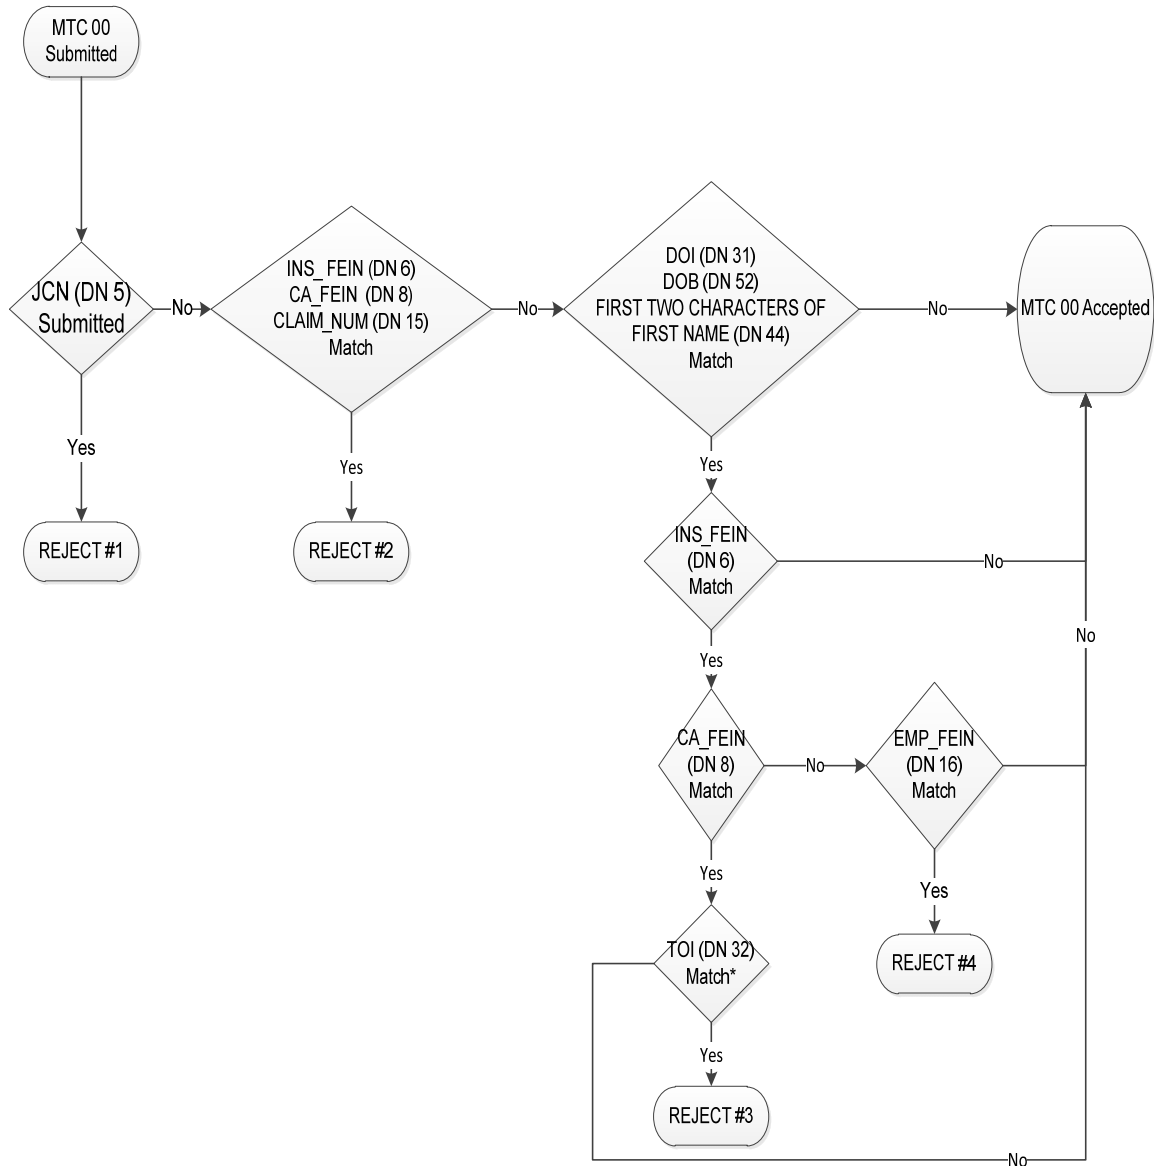 MTC 00
Submitted
JCN (DN 5)
Submitted
No
INS_ FEIN (DN 6)
CA_FEIN (DN 8)
CLAIM_NUM (DN 15)
Match
No
DOI (DN 31)
DOB (DN 52)
FIRST TWO CHARACTERS OF
FIRST NAME (DN 44)
Match
No
MTC 00 Accepted
Yes
Yes
Yes
REJECT #1
REJECT #2
INS_FEIN
(DN 6)
Match
No
No
Yes
CA_FEIN
(DN 8)
Match
No
EMP_FEIN
(DN 16)
Match
Yes
Yes
TOI (DN 32)
Match*
REJECT #4
Yes
REJECT #3
No